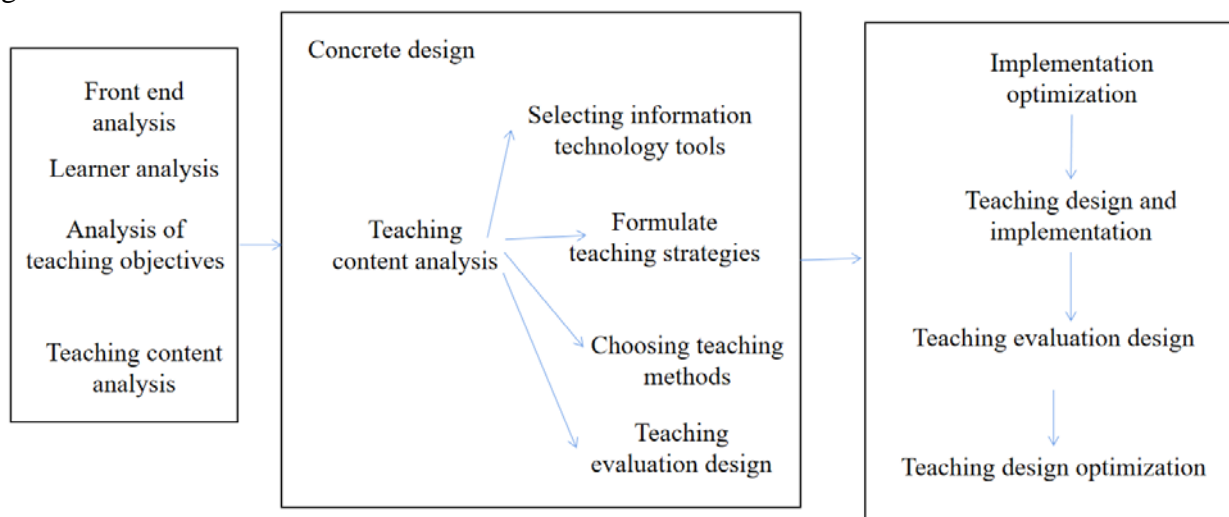 Front end
analysis
Learner analysis
Analysis of
teaching objectives
Teaching content
analysis
Concrete design
Teaching
content analysis
Selecting information
technology tools
Formulate
teaching strategies
Choosing teaching
methods
Teaching
evaluation design
Implementation
optimization
Teaching design and
implementation
Teaching evaluation design
Teaching design optimization